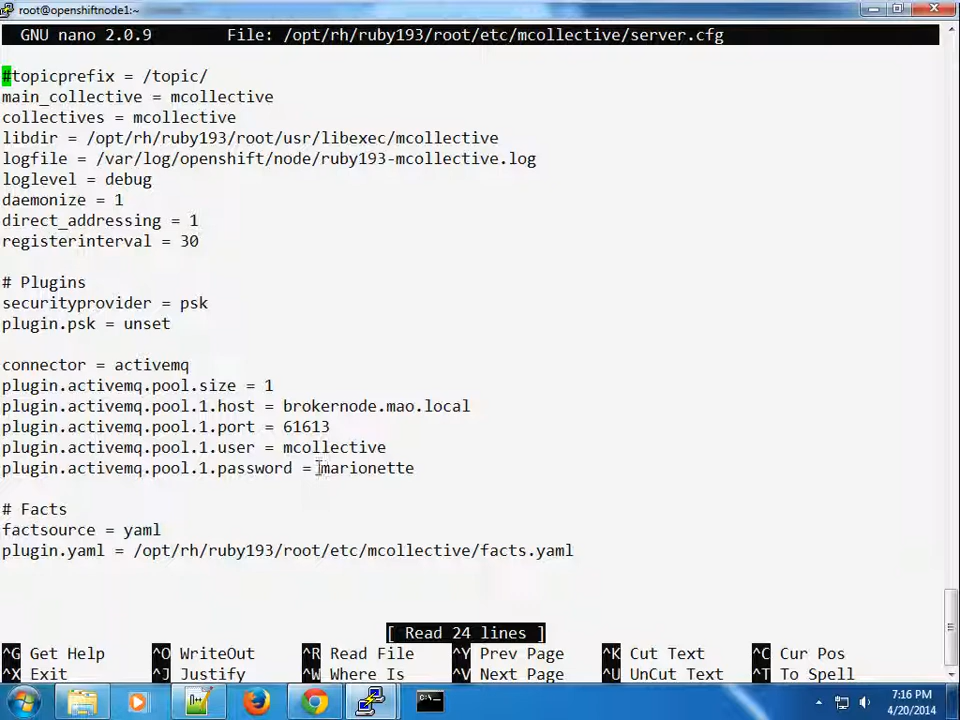 root@openshiftnode1:~
GNU nano 2.0.9 File: /opt/rh/ruby193/root/etc/mcollective/server.cfg
#topicprefix = /topic/
main_collective = mcollective
collectives = mcollective
libdir = /opt/rh/ruby193/root/usr/libexec/mcollective
logfile = /var/log/openshift/node/ruby193-mcollective.log
loglevel = debug
daemonize = 1
direct_addressing = 1
registerinterval = 30
# Plugins
securityprovider = psk
plugin.psk = unset
connector = activemq
plugin.activemq.pool.size = 1
plugin.activemq.pool.1.host = brokernode.mao.local
plugin.activemq.pool.1.port = 61613
plugin.activemq.pool.1.user = mcollective
plugin.activemq.pool.1.password = marionette
# Facts
factsource = yaml
plugin.yaml = /opt/rh/ruby193/root/etc/mcollective/facts.yaml
[ Read 24 lines ]
^G Get Help ^O WriteOut ^R Read File ^Y Prev Page ^K Cut Text ^C Cur Pos
^X Exit ^J Justify ^W Where Is ^V Next Page ^U UnCut Text ^T To Spell
7:16 PM
4/20/2014